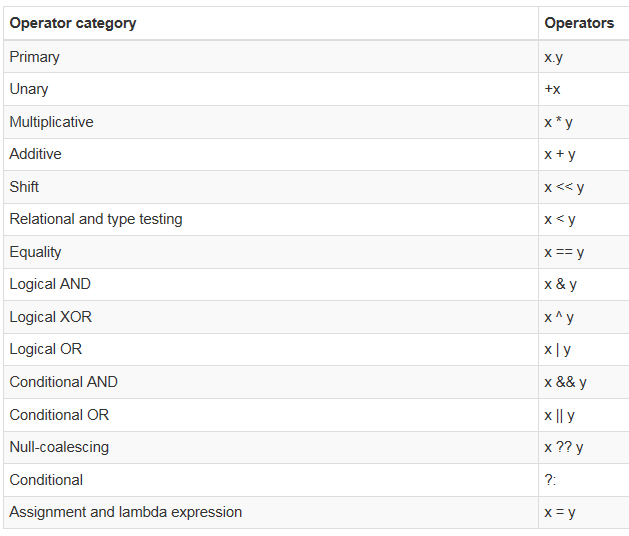 Operator category Operators
Primary x.y
Unary +x
Multiplicative x * y
Additive x + y
Shift x << y
Relational and type testing x < y
Equality x == y
Logical AND x & y
Logical XOR x ^ y
Logical OR x | y
Conditional AND x && y
Conditional OR x || y
Null-coalescing x ?? y
Conditional ?:
Assignment and lambda expression x = y